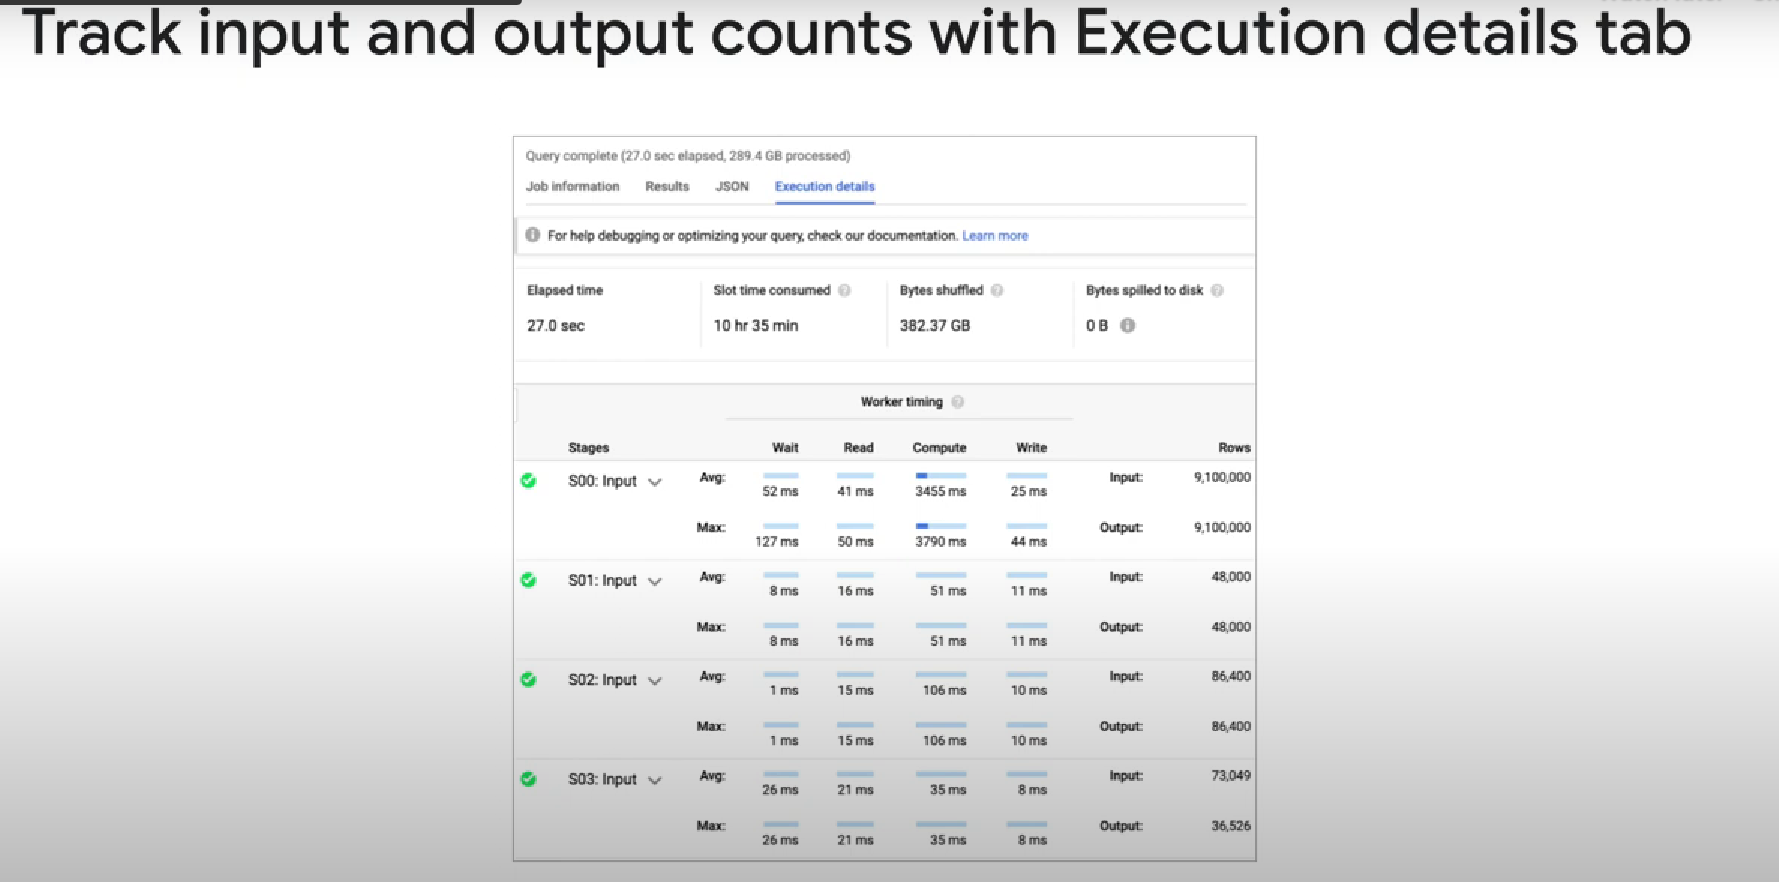 Track input and output counts with Execution details tab
Query complete (27.0 sec elapsed, 289.4 GB processed)
Job information Results JSON Execution details
For help debugging or optimizing your query, check our documentation. Learn more
Elapsed time Slot time consumed Bytes shuffled Bytes spilled to disk
27.0 sec 10 hr 35 min 382.37 GB 0 B
Worker timing
Stages Wait Read Compute Write Rows
S00: Input Avg: 52 ms 41 ms 3455 ms 25 ms Input: 9,100,000
Max: 127 ms 50 ms 3790 ms 44 ms Output: 9,100,000
S01: Input Avg: 8 ms 16 ms 51 ms 11 ms Input: 48,000
Max: 8 ms 16 ms 51 ms 11 ms Output: 48,000
S02: Input Avg: 1 ms 15 ms 106 ms 10 ms Input: 86,400
Max: 1 ms 15 ms 106 ms 10 ms Output: 86,400
S03: Input Avg: 26 ms 21 ms 35 ms 8 ms Input: 73,049
Max: 26 ms 21 ms 35 ms 8 ms Output: 36,526